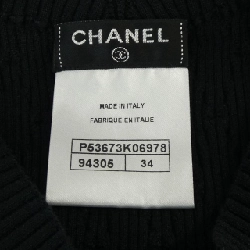 CHANEL
MADE IN ITALY
FABRIQUE EN ITALIE
P53673K06978
94305 34